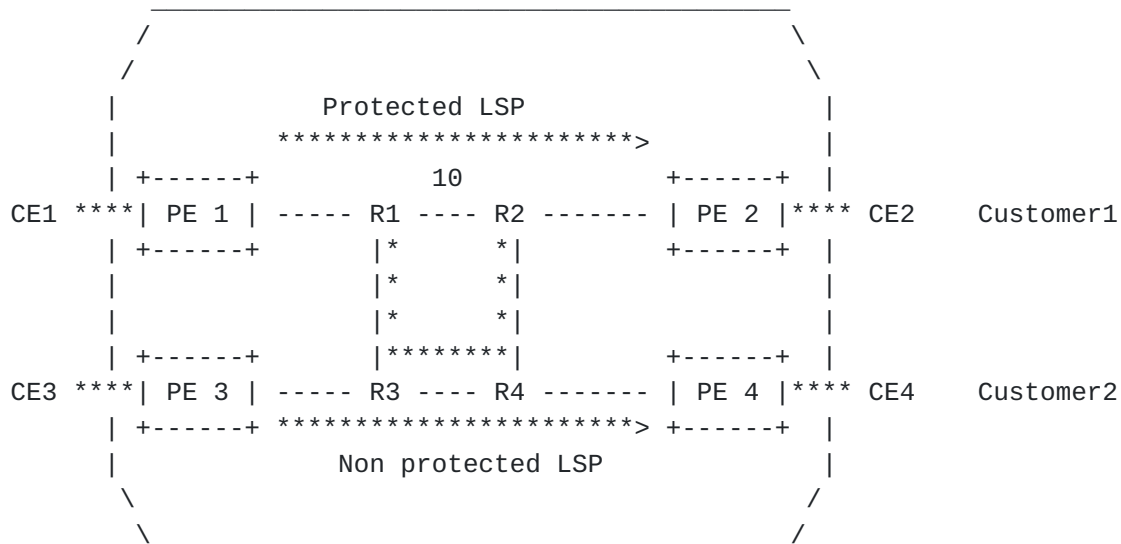 Protected LSP
***********************>
10
CE1 ****| PE 1 | ----- R1 ---- R2 ------- | PE 2 |**** CE2 Customer1
CE3 ****| PE 3 | ----- R3 ---- R4 ------- | PE 4 |**** CE4 Customer2
***********************>
Non protected LSP